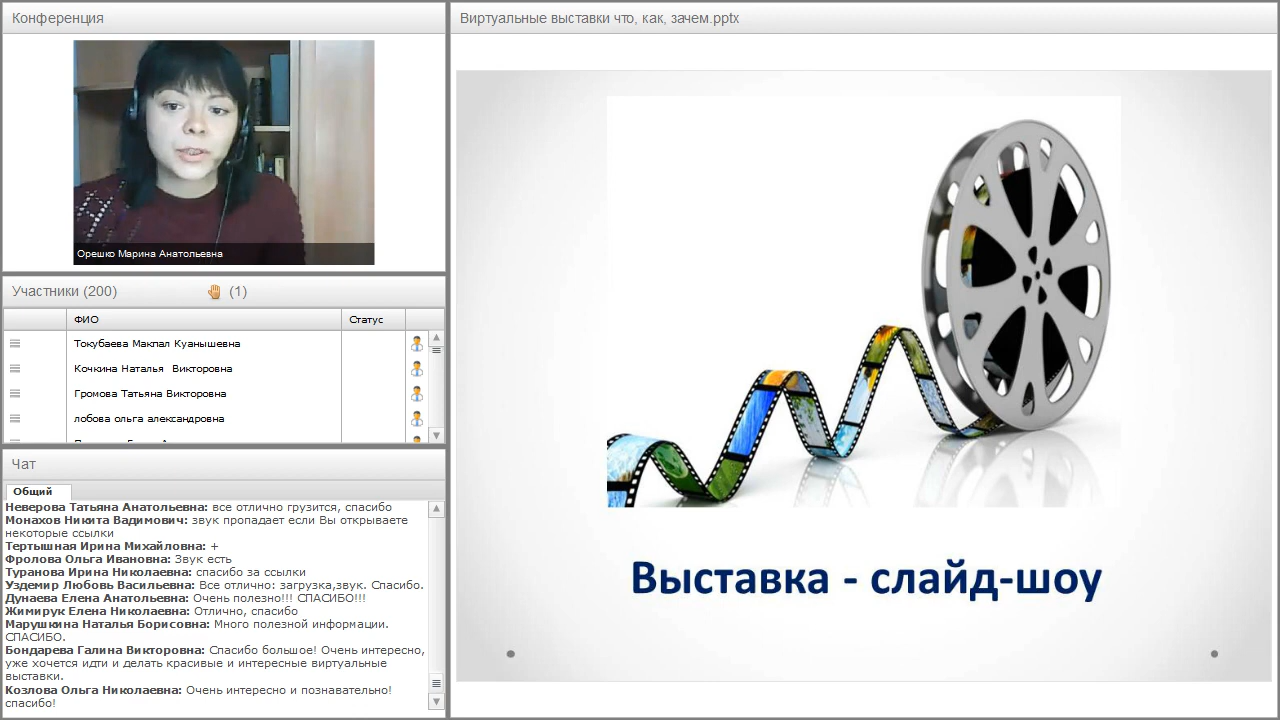 Конференция
Орешко Марина Анатольевна
Участники (200)
(1)
ФИО
Статус
Токубаева Макпал Куанышевна
Кочкина Наталья Викторовна
Громова Татьяна Викторовна
лобова ольга александровна
Чат
Общий
Неверова Татьяна Анатольевна: все отлично грузится, спасибо
Монахов Никита Вадимович: звук пропадает если Вы открываете
некоторые ссылки
Тертышная Ирина Михайловна: +
Фролова Ольга Ивановна: Звук есть
Туранова Ирина Николаевна: спасибо за ссылки
Уздемир Любовь Васильевна: Все отлично: загрузка,звук. Спасибо.
Дунаева Елена Анатольевна: Очень полезно!!! СПАСИБО!!!
Жимирук Елена Николаевна: Отлично, спасибо
Марушкина Наталья Борисовна: Много полезной информации.
СПАСИБО.
Бондарева Галина Викторовна: Спасибо большое! Очень интересно,
уже хочется идти и делать красивые и интересные виртуальные
выставки.
Козлова Ольга Николаевна: Очень интересно и познавательно!
спасибо!
Виртуальные выставки что, как, зачем.pptx
Выставка - слайд-шоу